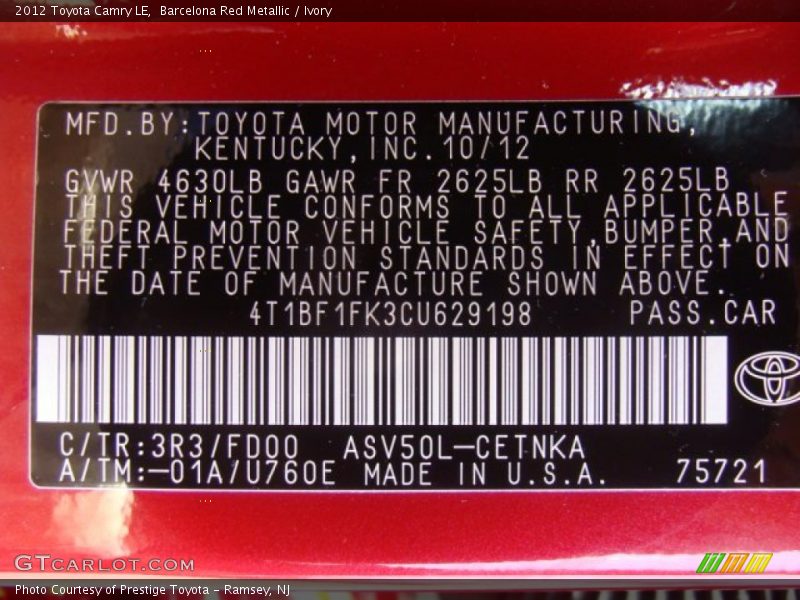 2012 Toyota Camry LE, Barcelona Red Metallic / Ivory
MFD.BY:TOYOTA MOTOR MANUFACTURING,
KENTUCKY,INC.10/12
GVWR 4630LB GAWR FR 2625LB RR 2625LB
THIS VEHICLE CONFORMS TO ALL APPLICABLE
FEDERAL MOTOR VEHICLE SAFETY,BUMPER,AND
THEFT PREVENTION STANDARDS IN EFFECT ON
THE DATE OF MANUFACTURE SHOWN ABOVE.
4T1BF1FK3CU629198 PASS.CAR
C/TR:3R3/FD00 ASV50L-CETNKA
A/TM:-01A/U760E MADE IN U.S.A. 75721
GTCARLOT.COM
Photo Courtesy of Prestige Toyota - Ramsey, NJ